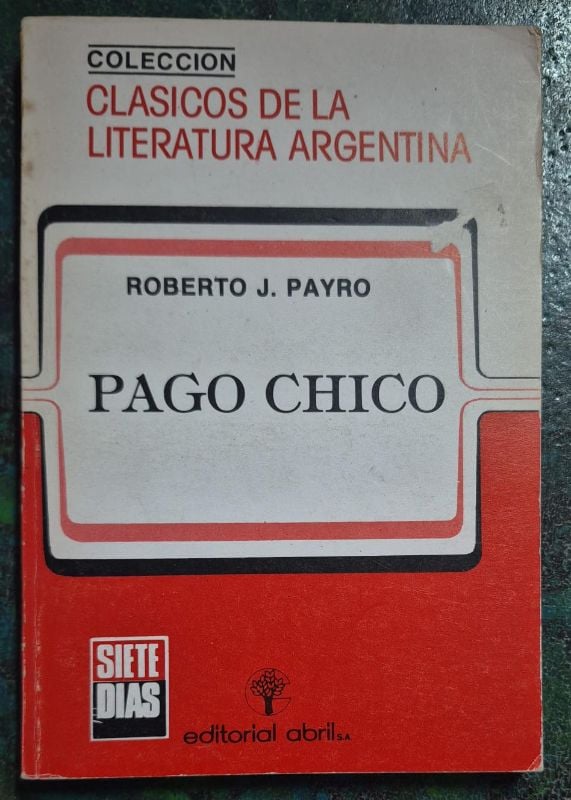 COLECCION
CLASICOS DE LA
LITERATURA ARGENTINA
ROBERTO J. PAYRO
PAGO CHICO
SIETE
DIAS
editorial abril S.A.